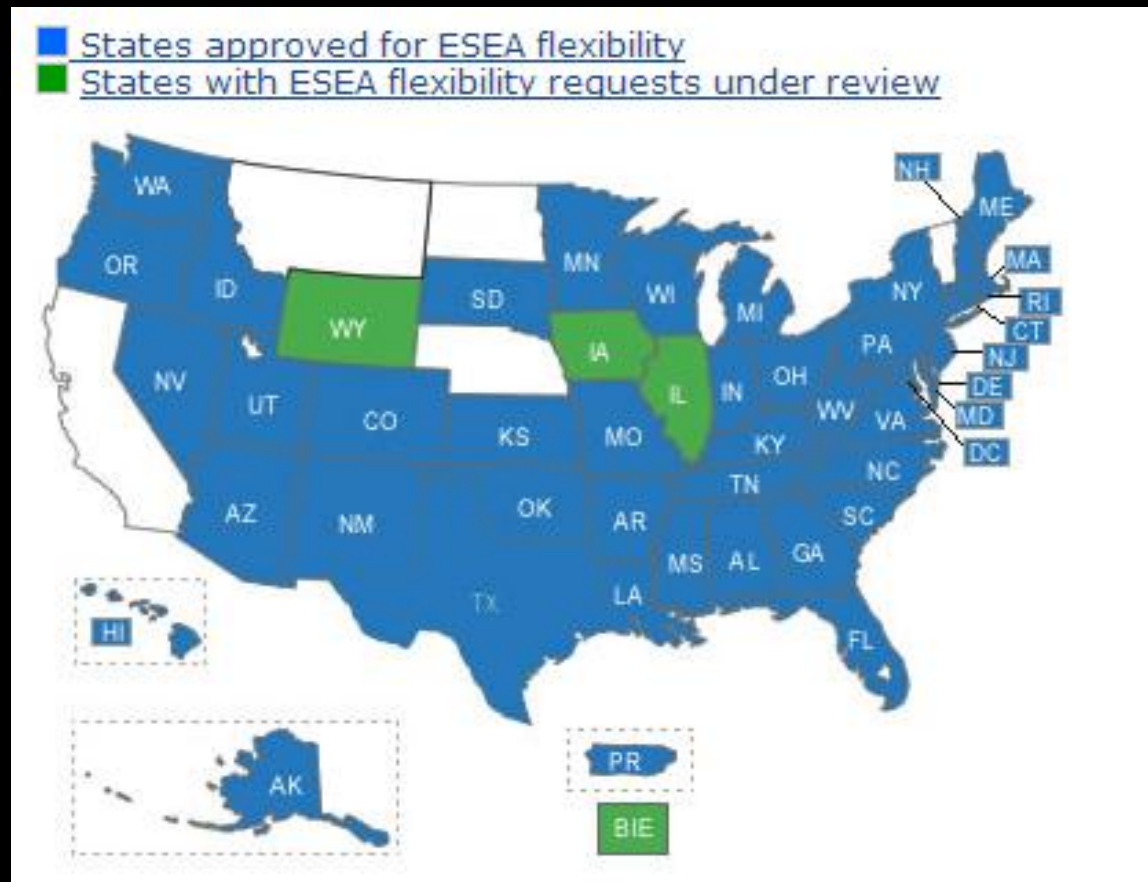 States approved for ESEA flexibility
States with ESEA flexibility requests under review
NH
WA
ME
OR
MN
MA
ID
SD
WI
NY
RI
WY
MI
CT
IA
PA
NJ
NV
UT
IL
IN
OH
DE
CO
WV
MD
KS
MO
KY
VA
DC
AZ
NM
OK
TN
NC
AR
SC
MS
AL
GA
TX
LA
HI
FL
PR
AK
BIE